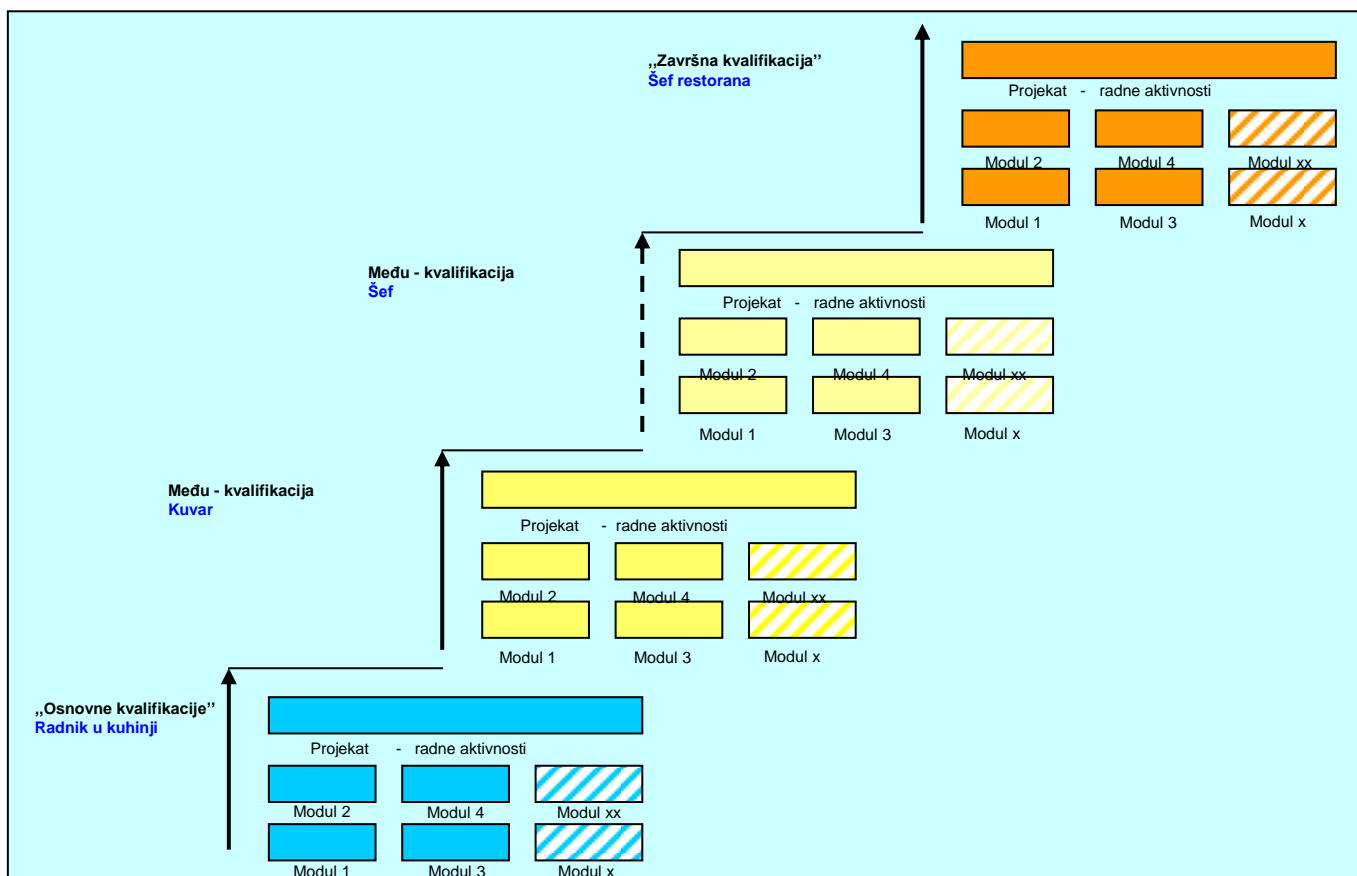 ,,Završna kvalifikacija’’
Šef restorana
Projekat - radne aktivnosti
Modul 2 Modul 4 Modul xx
Modul 1 Modul 3 Modul x
Među - kvalifikacija
Šef
Projekat - radne aktivnosti
Modul 2 Modul 4 Modul xx
Modul 1 Modul 3 Modul x
Među - kvalifikacija
Kuvar
Projekat - radne aktivnosti
Modul 2 Modul 4 Modul xx
Modul 1 Modul 3 Modul x
,,Osnovne kvalifikacije’’
Radnik u kuhinji
Projekat - radne aktivnosti
Modul 2 Modul 4 Modul xx
Modul 1 Modul 3 Modul x